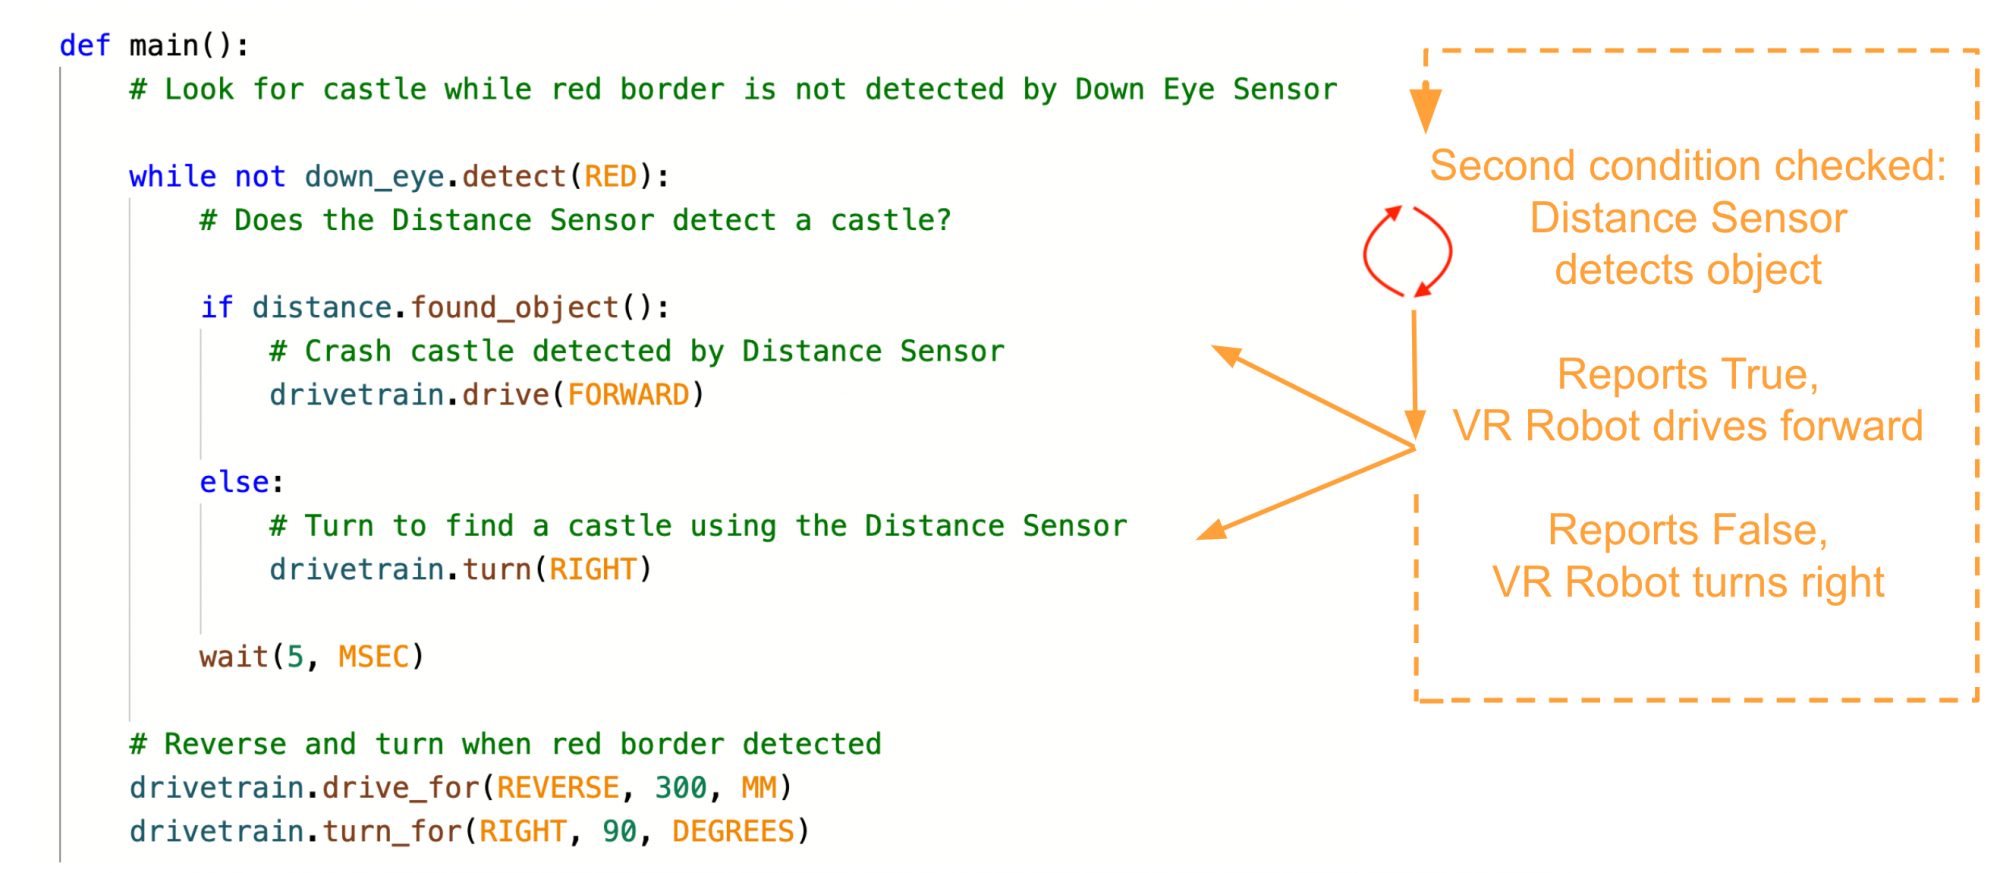 def main():
# Look for castle while red border is not detected by Down Eye Sensor
while not down_eye.detect(RED):
# Does the Distance Sensor detect a castle?
if distance.found_object():
# Crash castle detected by Distance Sensor
drivetrain.drive(FORWARD)
else:
# Turn to find a castle using the Distance Sensor
drivetrain.turn(RIGHT)
wait(5, MSEC)
# Reverse and turn when red border detected
drivetrain.drive_for(REVERSE, 300, MM)
drivetrain.turn_for(RIGHT, 90, DEGREES)
Second condition checked:
Distance Sensor
detects object
Reports True,
VR Robot drives forward
Reports False,
VR Robot turns right